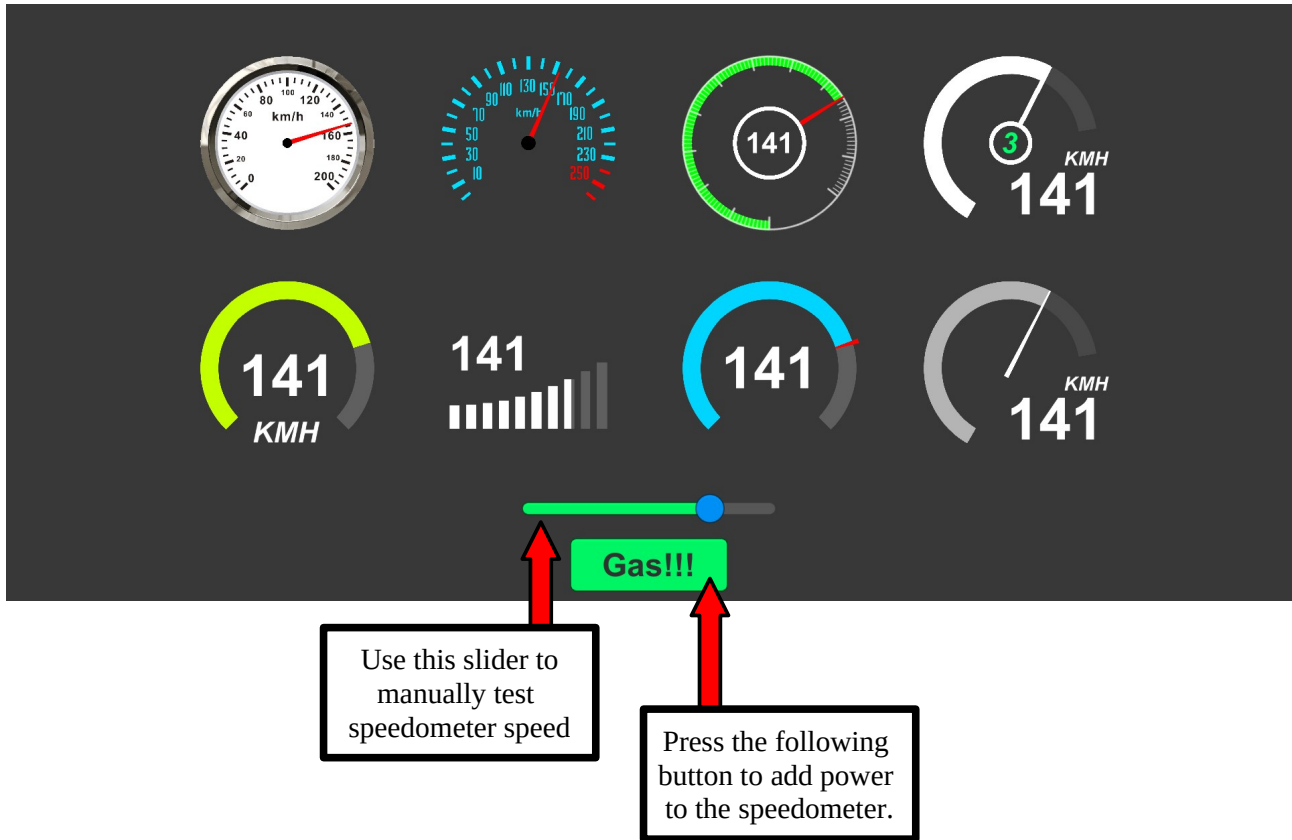 0
20
40
60
80
100
120
140
160
180
200
km/h
10
30
50
70
90
110
130
150
170
190
210
230
250
km/h
141
3
KMH
141
141
KMH
141
141
KMH
141
Gas!!!
Use this slider to
manually test
speedometer speed
Press the following
button to add power
to the speedometer.